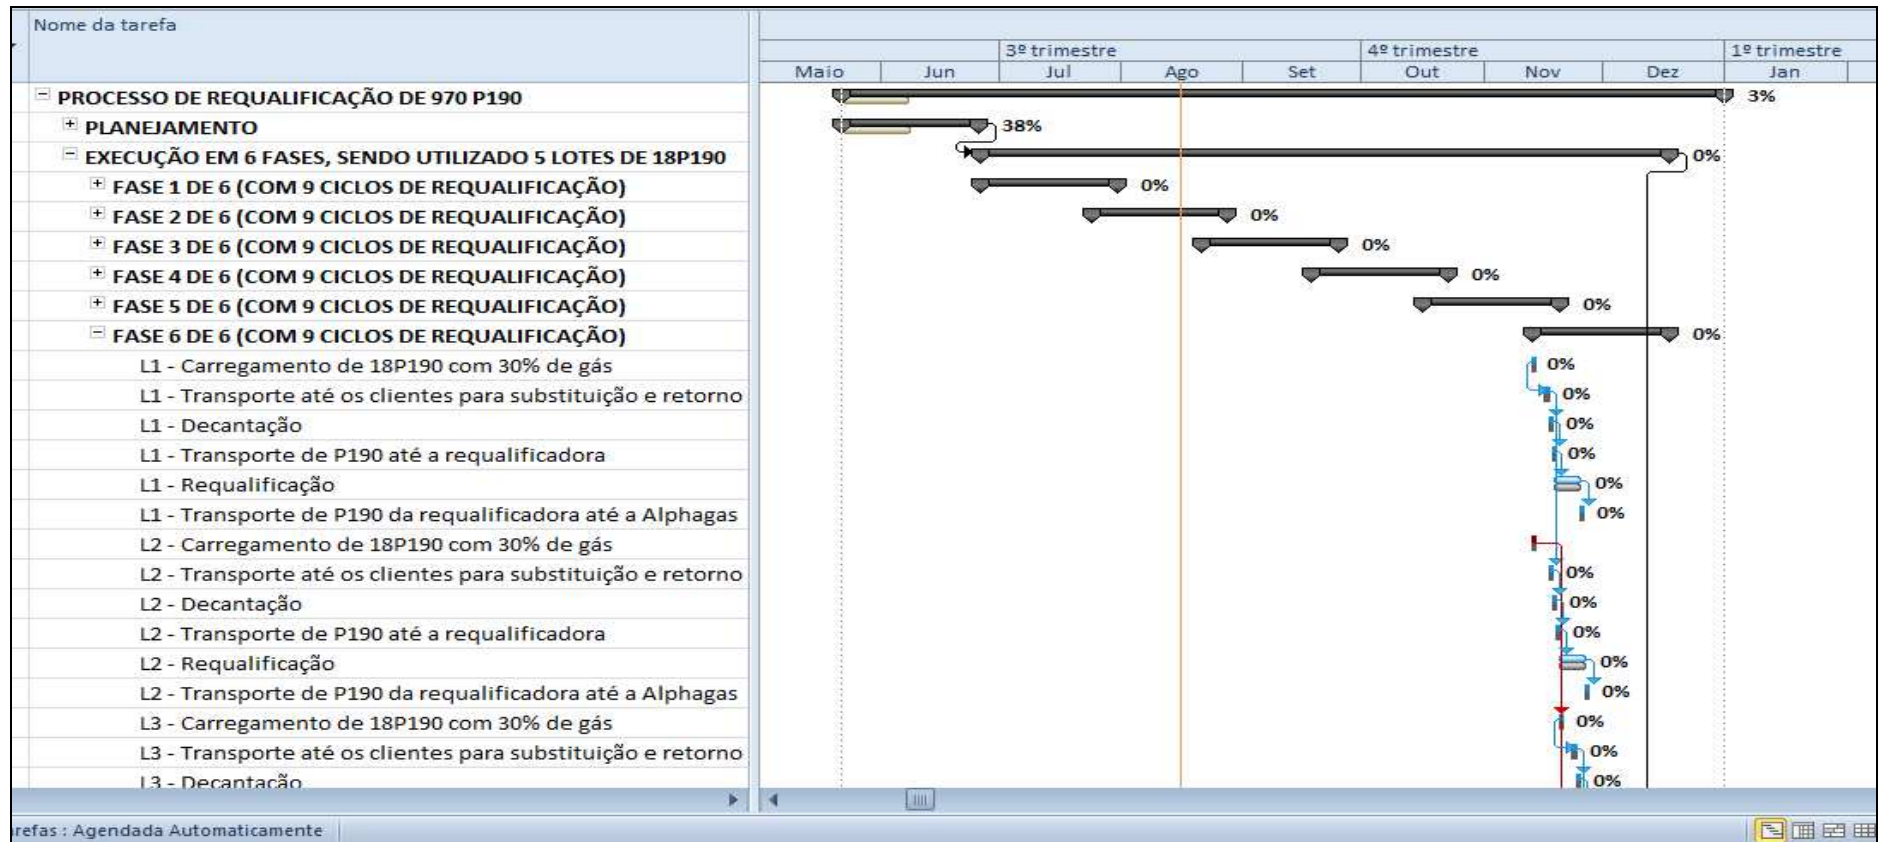 Nome da tarefa
3º trimestre 4º trimestre 1º trimestre
Maio Jun Jul Ago Set Out Nov Dez Jan
PROCESSO DE REQUALIFICAÇÃO DE 970 P190 3%
PLANEJAMENTO 38%
EXECUÇÃO EM 6 FASES, SENDO UTILIZADO 5 LOTES DE 18P190 0%
FASE 1 DE 6 (COM 9 CICLOS DE REQUALIFICAÇÃO) 0%
FASE 2 DE 6 (COM 9 CICLOS DE REQUALIFICAÇÃO) 0%
FASE 3 DE 6 (COM 9 CICLOS DE REQUALIFICAÇÃO) 0%
FASE 4 DE 6 (COM 9 CICLOS DE REQUALIFICAÇÃO) 0%
FASE 5 DE 6 (COM 9 CICLOS DE REQUALIFICAÇÃO) 0%
FASE 6 DE 6 (COM 9 CICLOS DE REQUALIFICAÇÃO) 0%
L1 - Carregamento de 18P190 com 30% de gás 0%
L1 - Transporte até os clientes para substituição e retorno 0%
L1 - Decantação 0%
L1 - Transporte de P190 até a requalificadora 0%
L1 - Requalificação 0%
L1 - Transporte de P190 da requalificadora até a Alphagas 0%
L2 - Carregamento de 18P190 com 30% de gás
L2 - Transporte até os clientes para substituição e retorno 0%
L2 - Decantação 0%
L2 - Transporte de P190 até a requalificadora 0%
L2 - Requalificação 0%
L2 - Transporte de P190 da requalificadora até a Alphagas 0%
L3 - Carregamento de 18P190 com 30% de gás 0%
L3 - Transporte até os clientes para substituição e retorno 0%
L3 - Decantação 0%
refas : Agendada Automaticamente